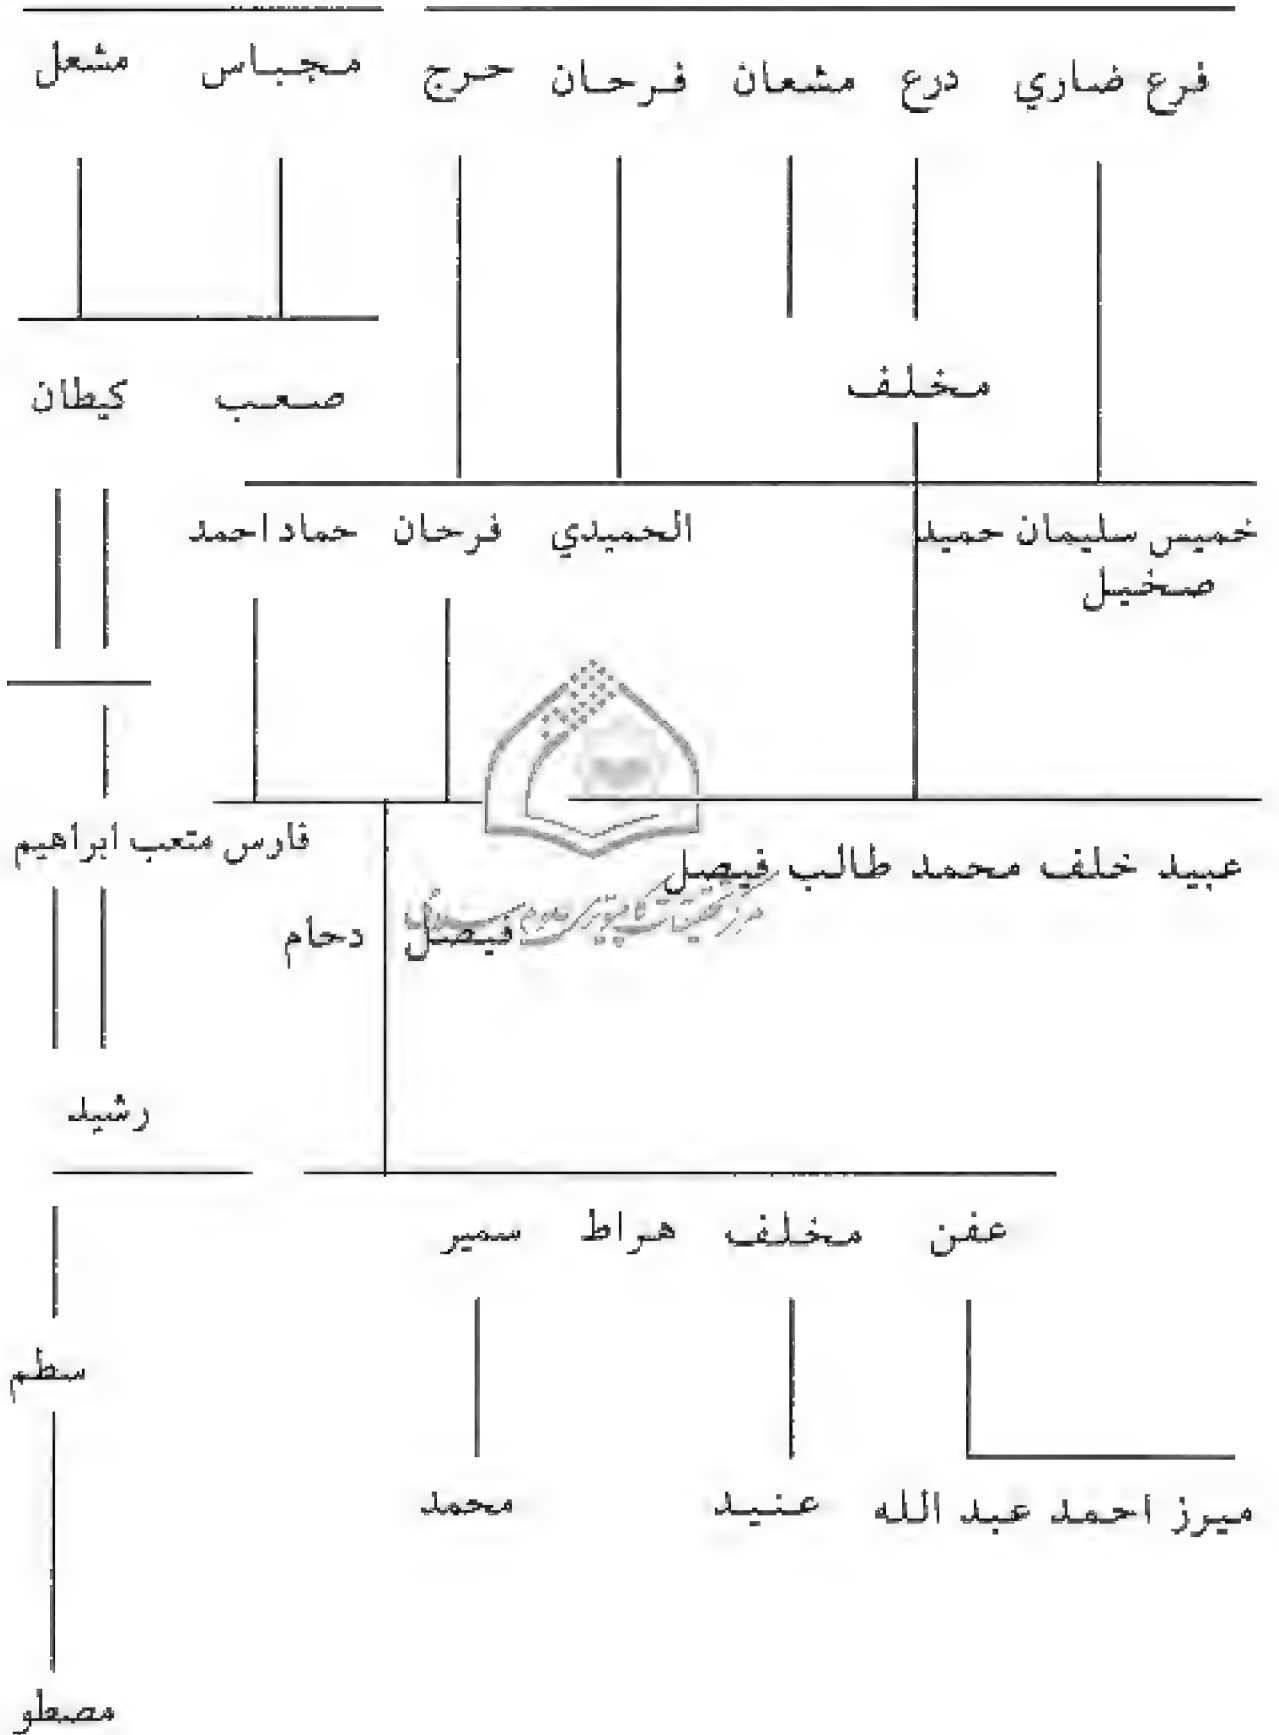 فرع ضاري درع مشعان فرحان حرج مجباس مشعل
مخلف صعب كيطان
خميس سليمان حميد الحميدي فرحان حماد احمد
صخيل
عبيد خلف محمد طالب فيصل فارس متعب ابراهيم
فيصل دحام
رشيد
عفن مخلف هراط سمير
سطم
ميرز احمد عبد الله عنيد محمد
مصطو